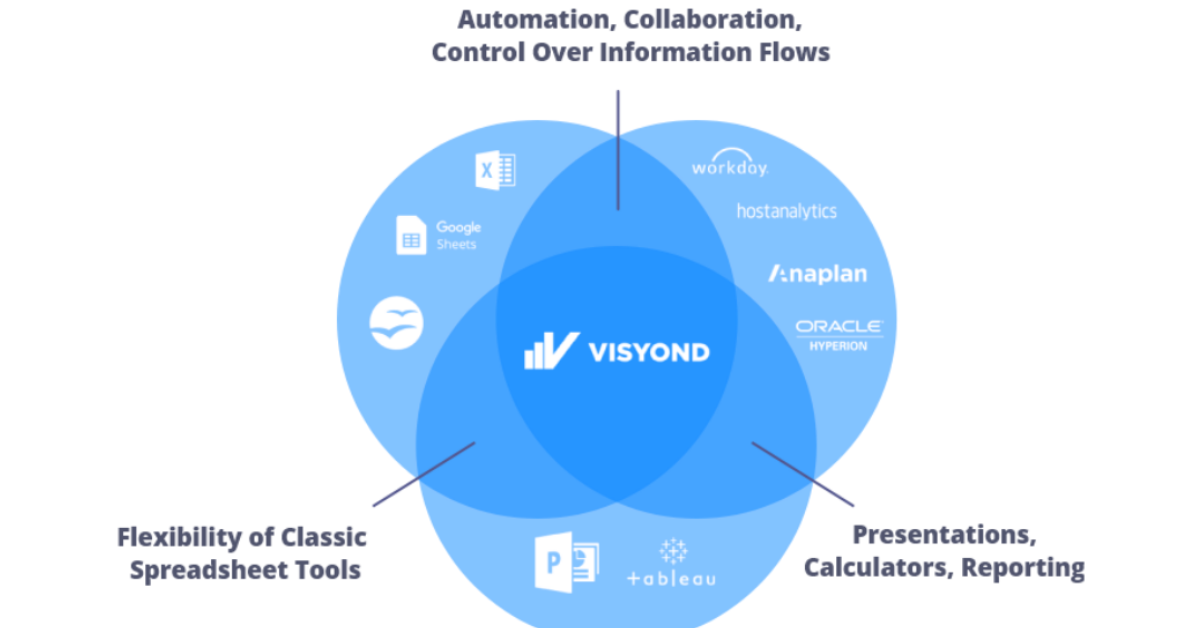 Automation, Collaboration,
Control Over Information Flows
X
workday.
Google
Sheets
hostanalytics
Anaplan
ORACLE
HYPERION
VISYOND
Flexibility of Classic
Spreadsheet Tools
Presentations,
Calculators, Reporting
P
+ableau